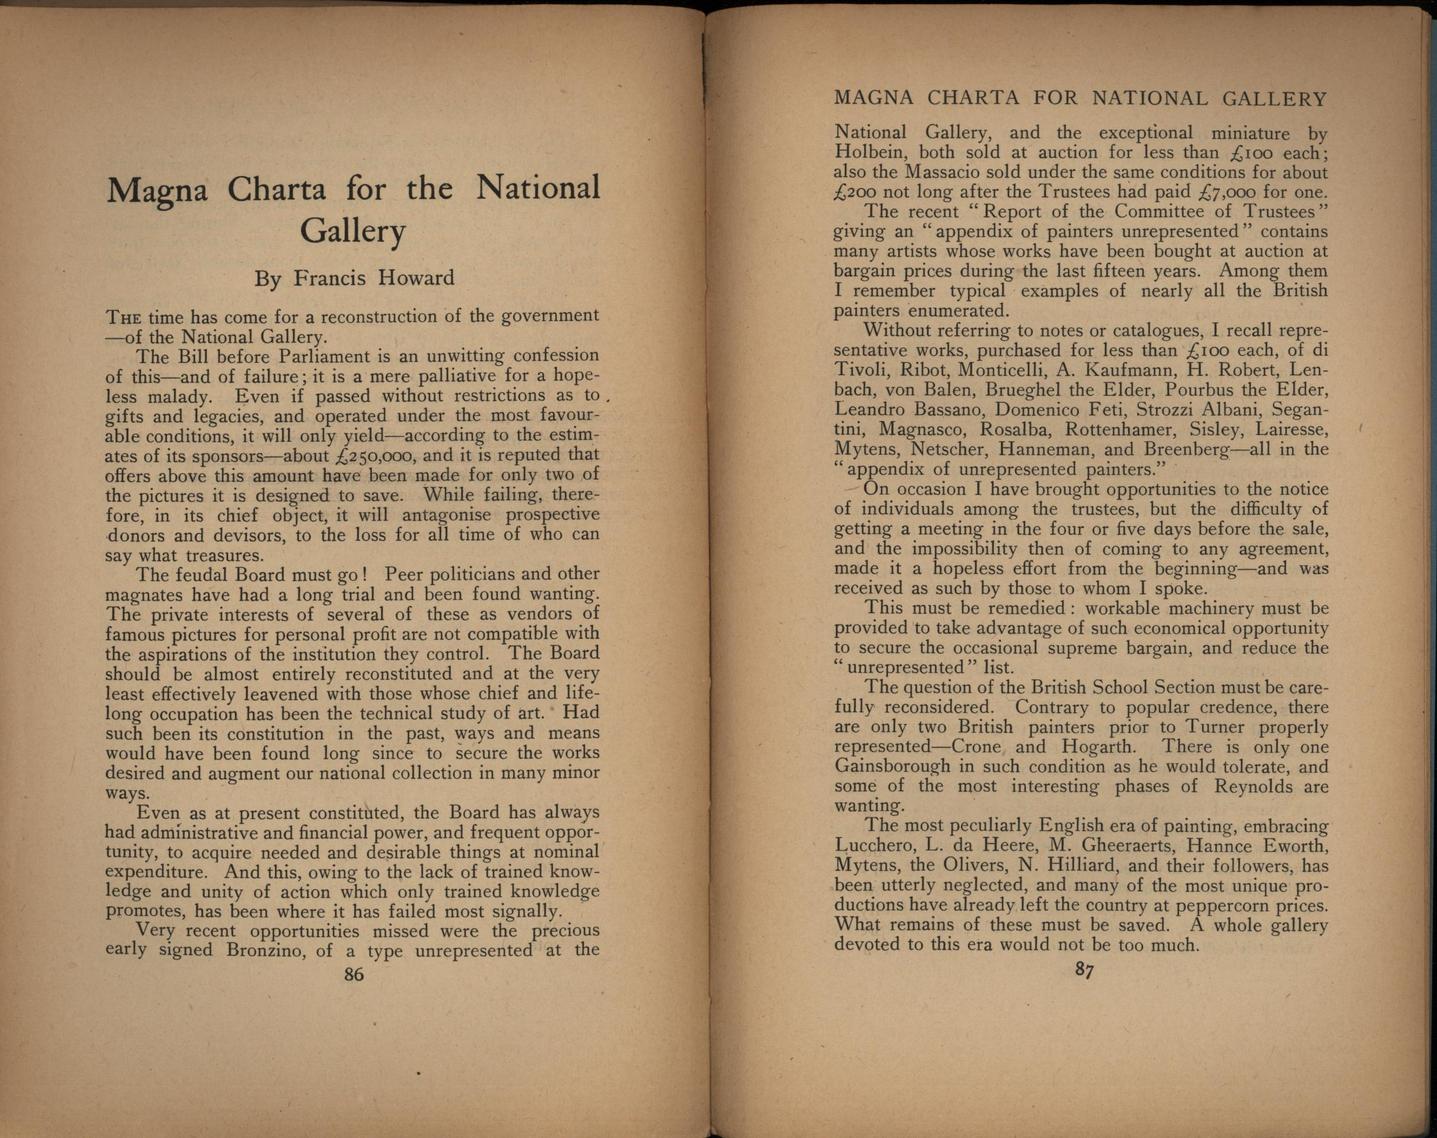 Magna Charta for the National
Gallery
By Francis Howard
THE time has come for a reconstruction of the government
—of the National Gallery.
The Bill before Parliament is an unwitting confession
of this—and of failure; it is a mere palliative for a hope-
less malady. Even if passed without restrictions as to
gifts and legacies, and operated under the most favour-
able conditions, it will only yield—according to the estim-
ates of its sponsors—about £250,000, and it is reputed that
offers above this amount have been made for only two of
the pictures it is designed to save. While failing, there-
fore, in its chief object, it will antagonise prospective
donors and devisors, to the loss for all time of who can
say what treasures.
The feudal Board must go! Peer politicians and other
magnates have had a long trial and been found wanting.
The private interests of several of these as vendors of
famous pictures for personal profit are not compatible with
the aspirations of the institution they control. The Board
should be almost entirely reconstituted and at the very
least effectively leavened with those whose chief and life-
long occupation has been the technical study of art. Had
such been its constitution in the past, ways and means
would have been found long since to secure the works
desired and augment our national collection in many minor
ways.
Even as at present constituted, the Board has always
had administrative and financial power, and frequent oppor-
tunity, to acquire needed and desirable things at nominal
expenditure. And this, owing to the lack of trained know-
ledge and unity of action which only trained knowledge
promotes, has been where it has failed most signally.
Very recent opportunities missed were the precious
early signed Bronzino, of a type unrepresented at the
86
MAGNA CHARTA FOR NATIONAL GALLERY
National Gallery, and the exceptional miniature by
Holbein, both sold at auction for less than £100 each;
also the Massacio sold under the same conditions for about
£200 not long after the Trustees had paid £7,000 for one.
The recent "Report of the Committee of Trustees"
giving an "appendix of painters unrepresented" contains
many artists whose works have been bought at auction at
bargain prices during the last fifteen years. Among them
I remember typical examples of nearly all the British
painters enumerated.
Without referring to notes or catalogues, I recall repre-
sentative works, purchased for less than £100 each, of di
Tivoli, Ribot, Monticelli, A. Kaufmann, H. Robert, Len-
bach, von Balen, Brueghel the Elder, Pourbus the Elder,
Leandro Bassano, Domenico Feti, Strozzi Albani, Segan-
tini, Magnasco, Rosalba, Rottenhamer, Sisley, Lairesse,
Mytens, Netscher, Hanneman, and Breenberg—all in the
"appendix of unrepresented painters."
On occasion I have brought opportunities to the notice
of individuals among the trustees, but the difficulty of
getting a meeting in the four or five days before the sale,
and the impossibility then of coming to any agreement,
made it a hopeless effort from the beginning—and was
received as such by those to whom I spoke.
This must be remedied: workable machinery must be
provided to take advantage of such economical opportunity
to secure the occasional supreme bargain, and reduce the
"unrepresented" list.
The question of the British School Section must be care-
fully reconsidered. Contrary to popular credence, there
are only two British painters prior to Turner properly
represented—Crone and Hogarth. There is only one
Gainsborough in such condition as he would tolerate, and
some of the most interesting phases of Reynolds are
wanting.
The most peculiarly English era of painting, embracing
Lucchero, L. da Heere, M. Gheeraerts, Hannce Eworth,
Mytens, the Olivers, N. Hilliard, and their followers, has
been utterly neglected, and many of the most unique pro-
ductions have already left the country at peppercorn prices.
What remains of these must be saved. A whole gallery
devoted to this era would not be too much.
87